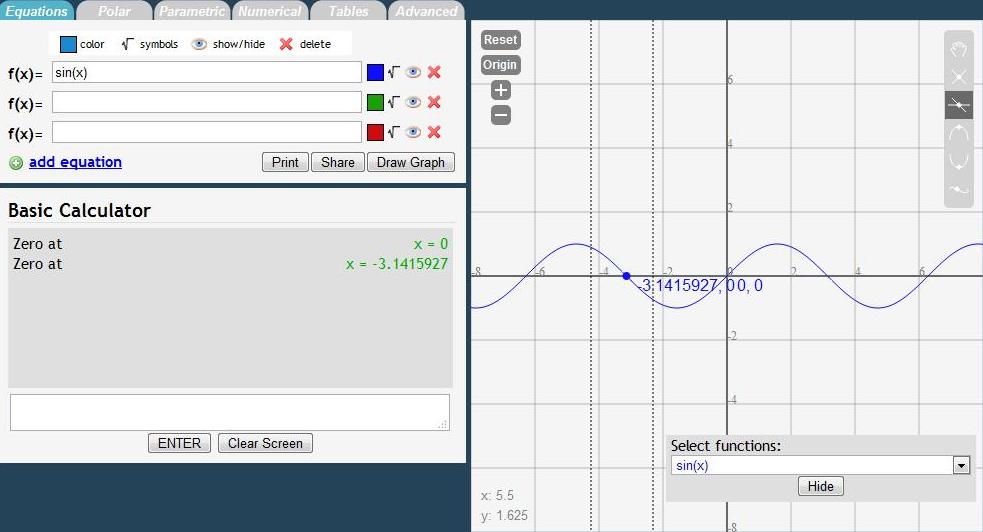 Equations Polar Parametric Numerical Tables Advanced
color symbols show/hide delete
f(x)= sin(x)
f(x)=
f(x)=
add equation Print Share Draw Graph
Basic Calculator
Zero at x = 0
Zero at x = -3.1415927
ENTER Clear Screen
Reset
Origin
6
4
2
-8 -6 -4 -2 0 2 4 6
-3.1415927, 0 0, 0
-2
-4
-8
Select functions:
sin(x)
Hide
x: 5.5
y: 1.625